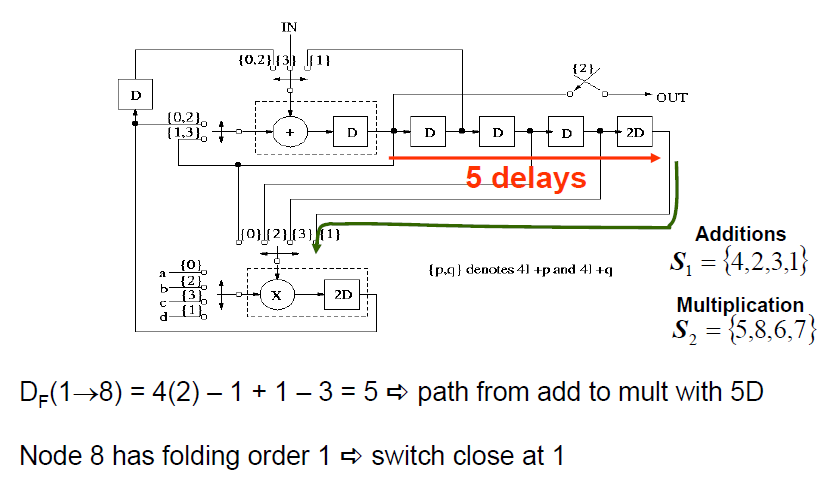 IN
{0,2} {3} {1}
{2}
D
OUT
{0,2}
{1,3}
+ D D D D 2D
5 delays
{0} {2} {3} {1}
Additions
S₁ = {4,2,3,1}
{p,q} denotes 4l +p and 4l +q
a {0}
b {2}
c {3}
d {1}
X 2D
Multiplication
S₂ = {5,8,6,7}
D_F(1→8) = 4(2) – 1 + 1 – 3 = 5 ⇨ path from add to mult with 5D
Node 8 has folding order 1 ⇨ switch close at 1